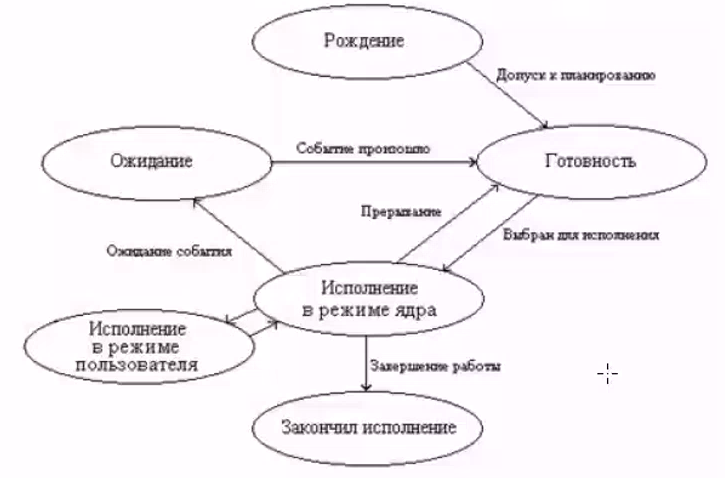 Рождение
Допуск к планированию
Ожидание
Событие произошло
Готовность
Прерывание
Выбран для исполнения
Ожидание события
Исполнение
в режиме ядра
Исполнение
в режиме
пользователя
Завершение работы
Закончил исполнение